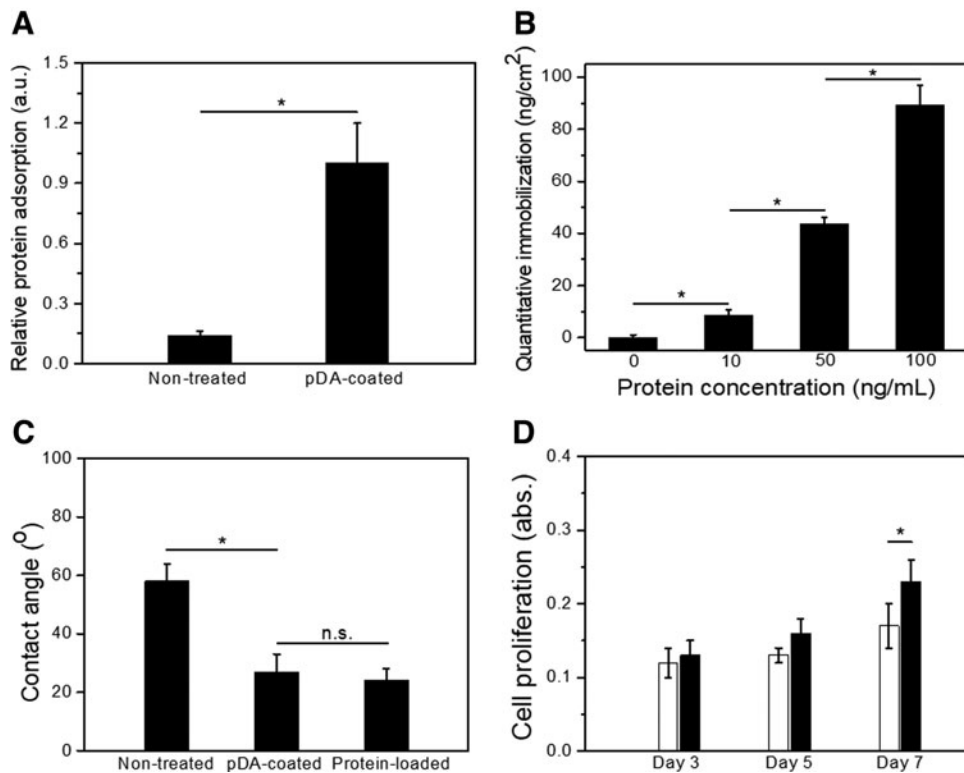 A
Relative protein adsorption (a.u.)
1.5
1.2
0.9
0.6
0.3
0.0
*
Non-treated pDA-coated
B
Quantitative immobilization (ng/cm²)
100
80
60
40
20
0
*
*
*
0 10 50 100
Protein concentration (ng/mL)
C
Contact angle (º)
100
80
60
40
20
0
*
n.s.
Non-treated pDA-coated Protein-loaded
D
Cell proliferation (abs.)
0.4
0.3
0.2
0.1
0.0
*
Day 3 Day 5 Day 7